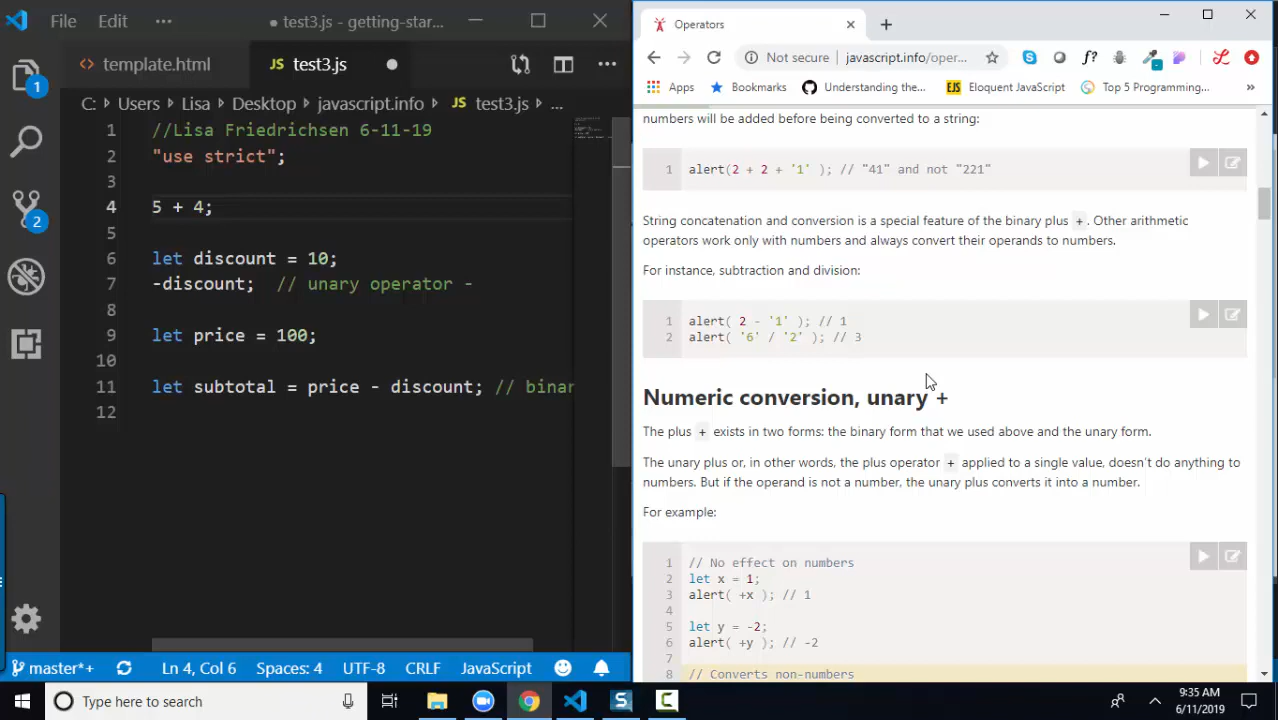 File Edit ··· ● test3.js - getting-star...
template.html JS test3.js ● ···
C: > Users > Lisa > Desktop > javascript.info > JS test3.js > ...
1 //Lisa Friedrichsen 6-11-19
2 "use strict";
3
4 5 + 4;
5
6 let discount = 10;
7 -discount;  // unary operator -
8
9 let price = 100;
10
11 let subtotal = price - discount; // binar
12
1
2
master*+ Ln 4, Col 6 Spaces: 4 UTF-8 CRLF JavaScript
Operators
Not secure | javascript.info/oper...
f?
Apps Bookmarks Understanding the... EJS Eloquent JavaScript Top 5 Programming... »
numbers will be added before being converted to a string:
1 alert(2 + 2 + '1' ); // "41" and not "221"
String concatenation and conversion is a special feature of the binary plus +. Other arithmetic
operators work only with numbers and always convert their operands to numbers.
For instance, subtraction and division:
1 alert( 2 - '1' ); // 1
2 alert( '6' / '2' ); // 3
Numeric conversion, unary +
The plus + exists in two forms: the binary form that we used above and the unary form.
The unary plus or, in other words, the plus operator + applied to a single value, doesn't do anything to
numbers. But if the operand is not a number, the unary plus converts it into a number.
For example:
1 // No effect on numbers
2 let x = 1;
3 alert( +x ); // 1
4
5 let y = -2;
6 alert( +y ); // -2
7
8 // Converts non-numbers
Type here to search
9:35 AM
6/11/2019